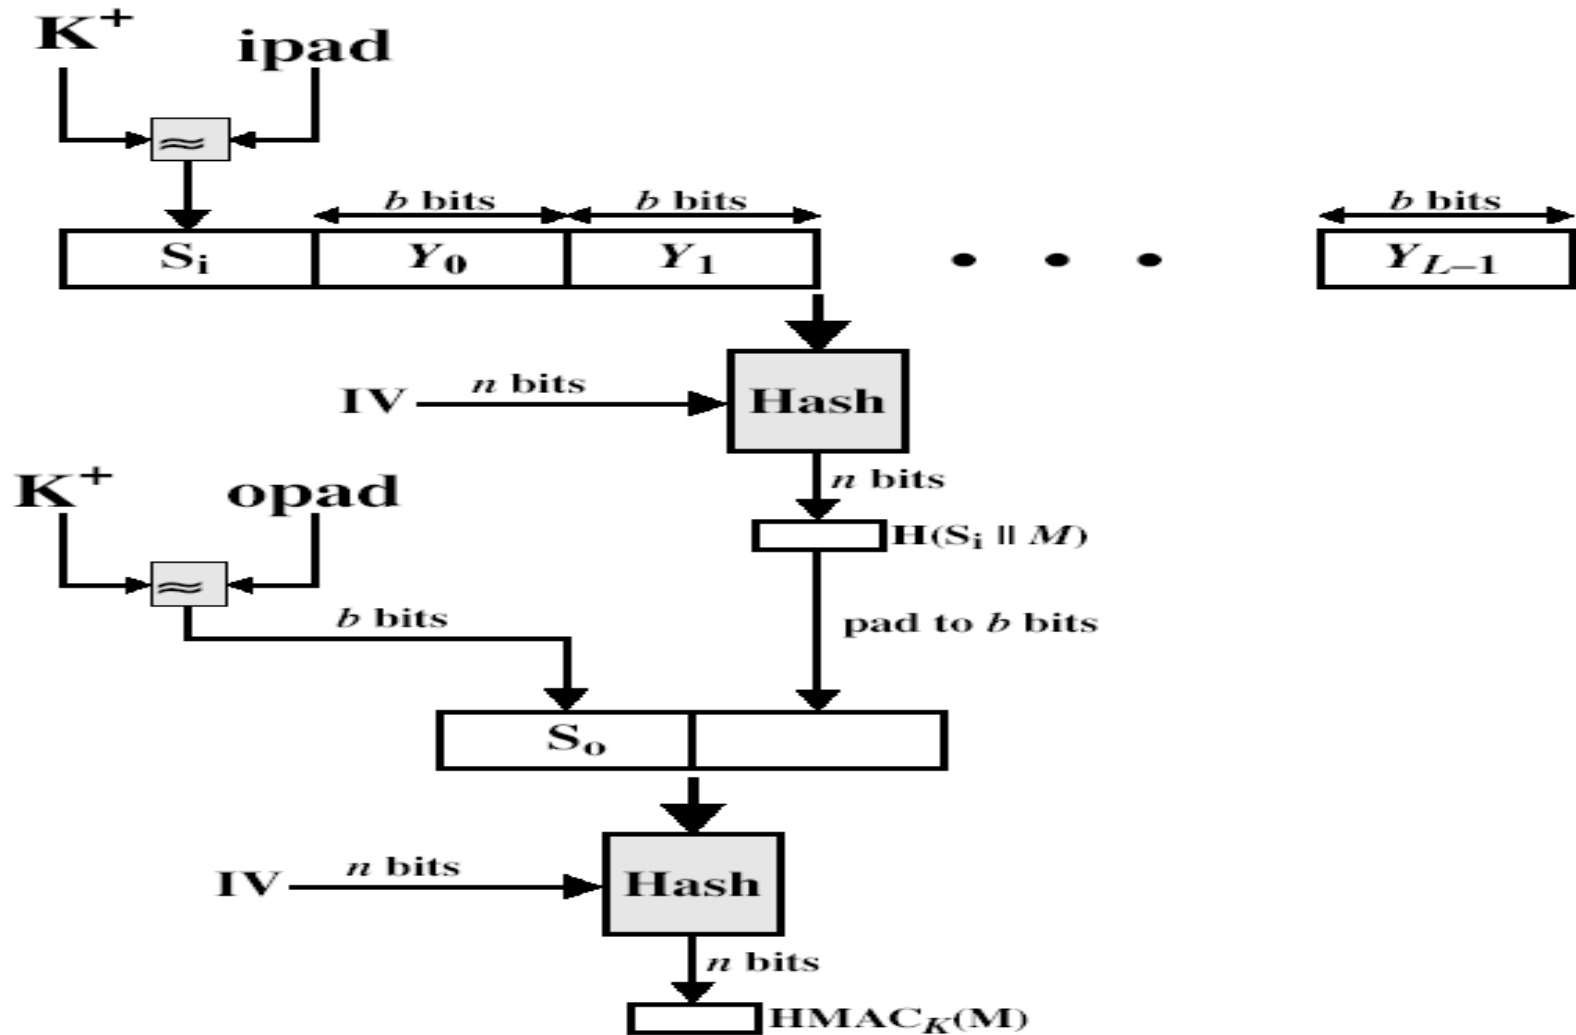 K+ ipad
≈
b bits b bits b bits
Si Y0 Y1 • • • YL–1
IV n bits Hash
K+ opad n bits
H(Si || M)
≈
b bits pad to b bits
So
IV n bits Hash
n bits
HMACK(M)